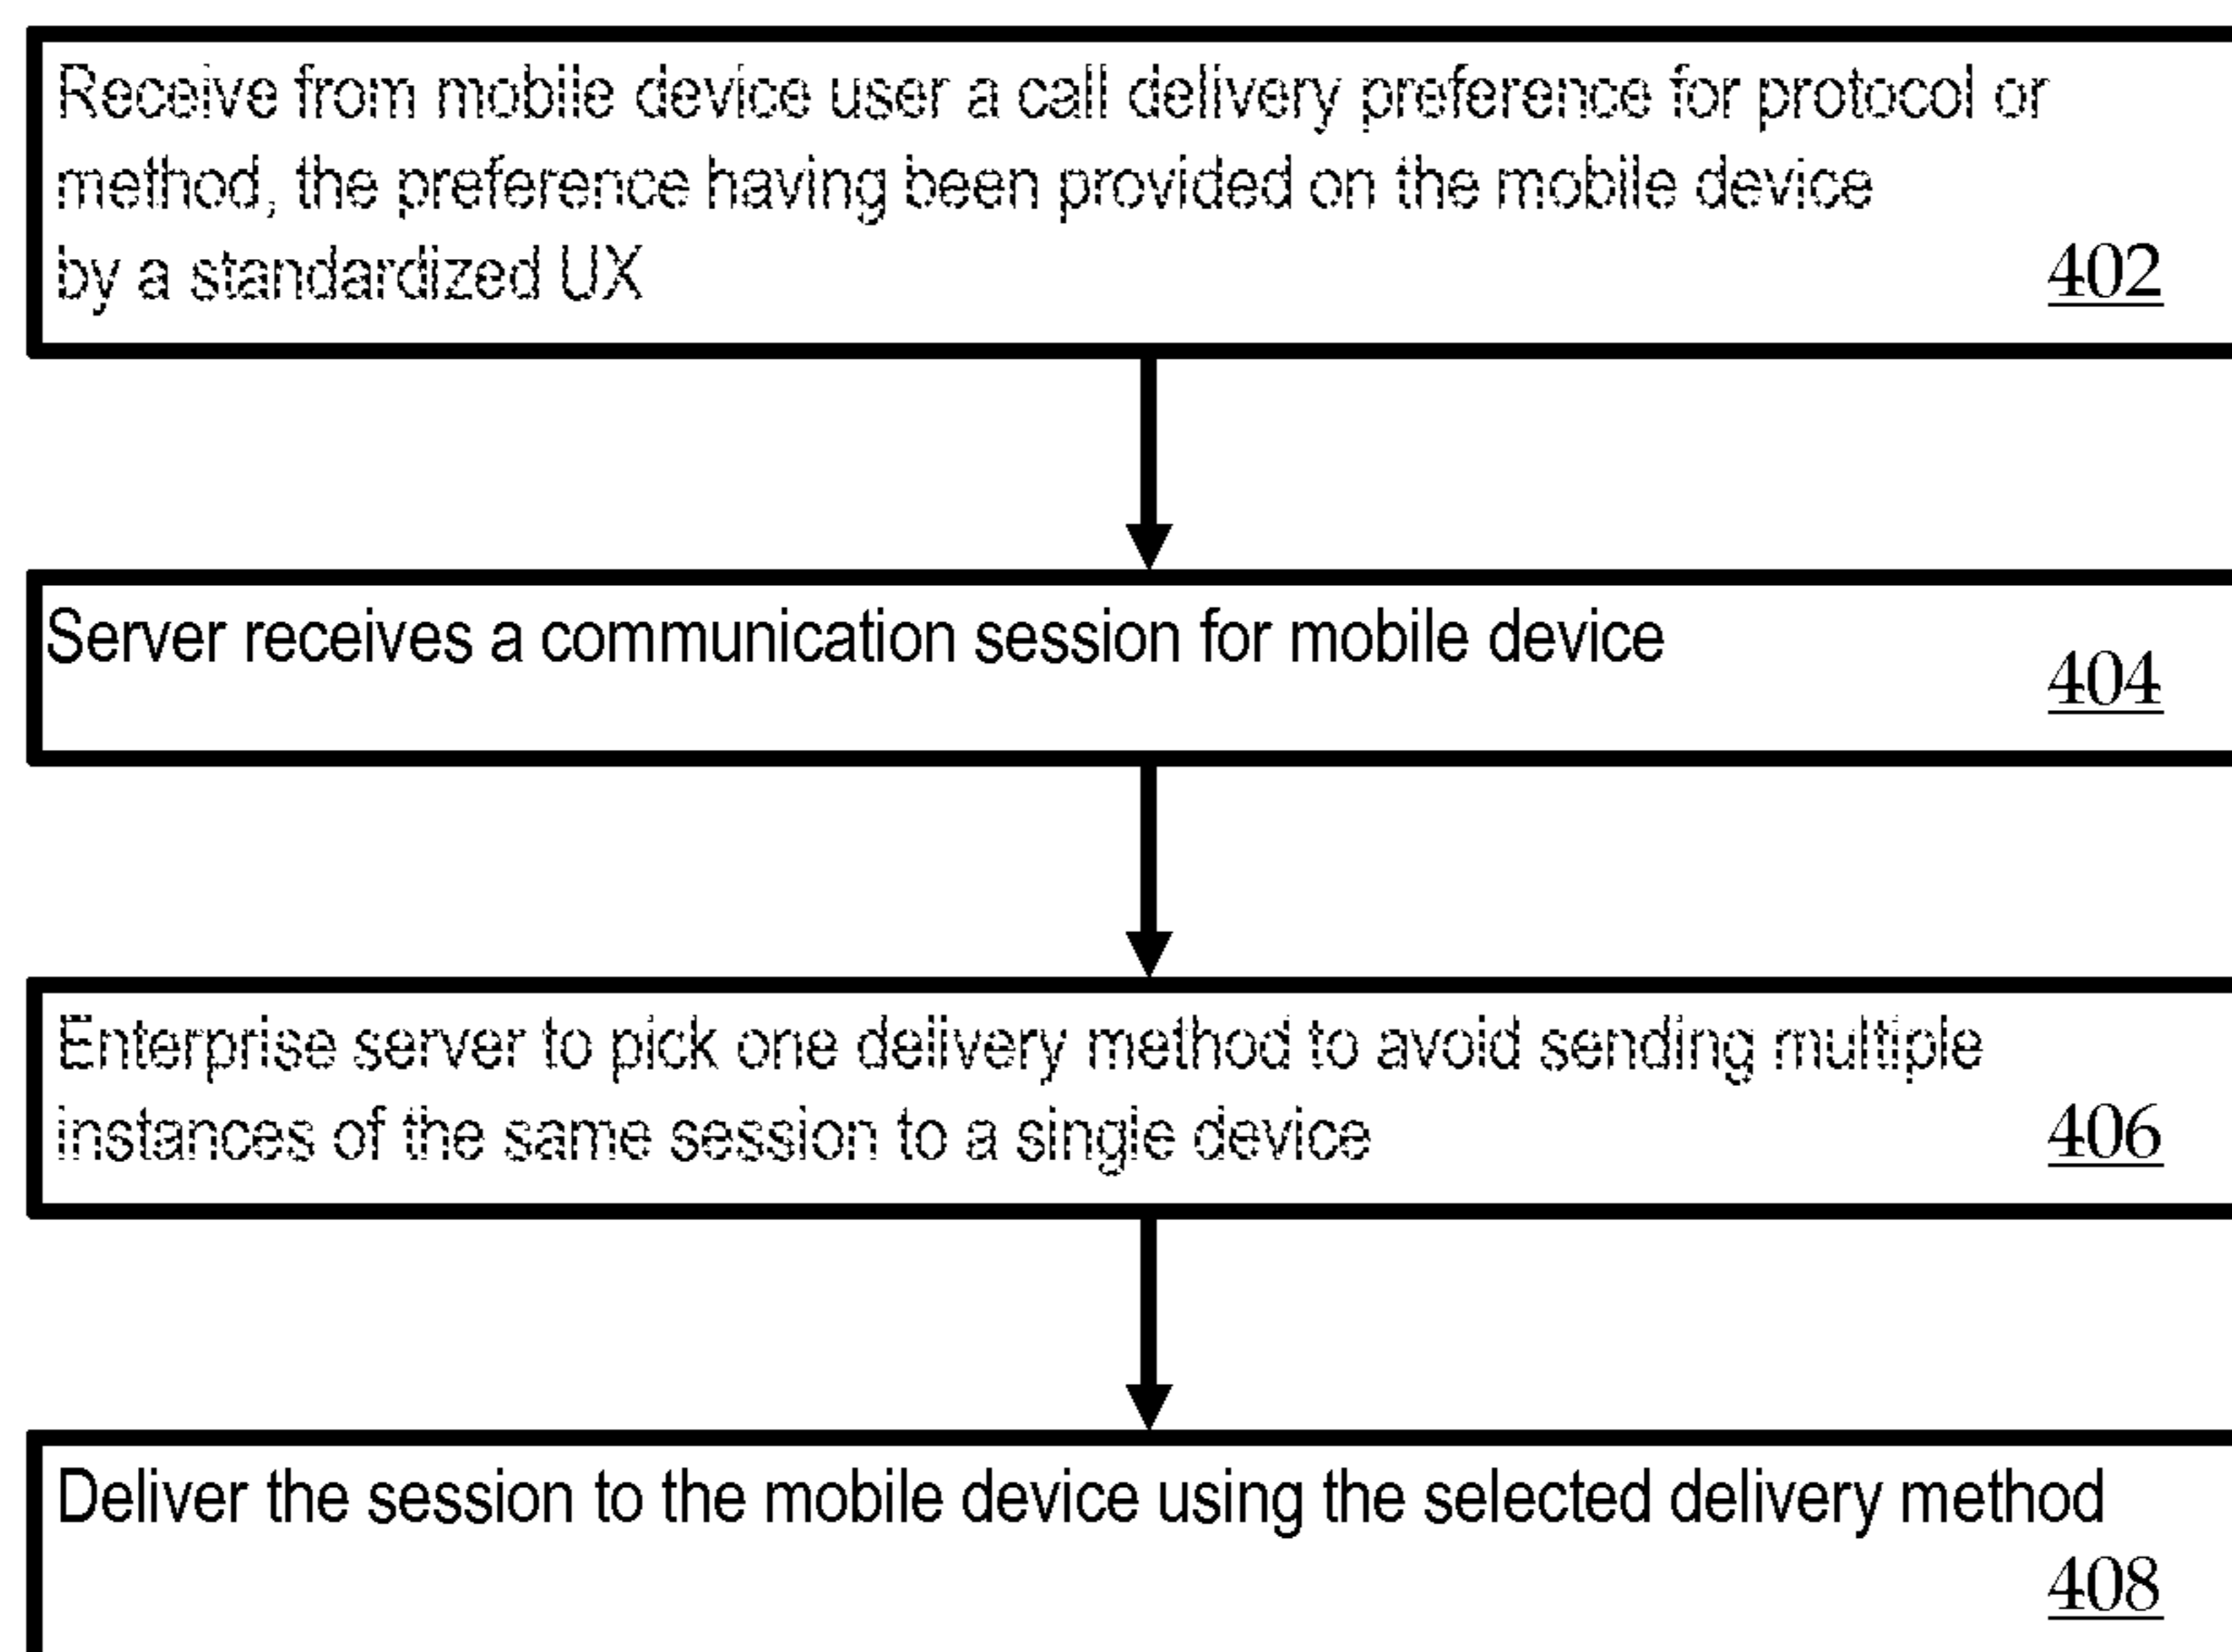 Receive from mobile device user a call delivery preference for protocol or
method, the preference having been provided on the mobile device
by a standardized UX
402
Server receives a communication session for mobile device
404
Enterprise server to pick one delivery method to avoid sending multiple
instances of the same session to a single device
406
Deliver the session to the mobile device using the selected delivery method
408